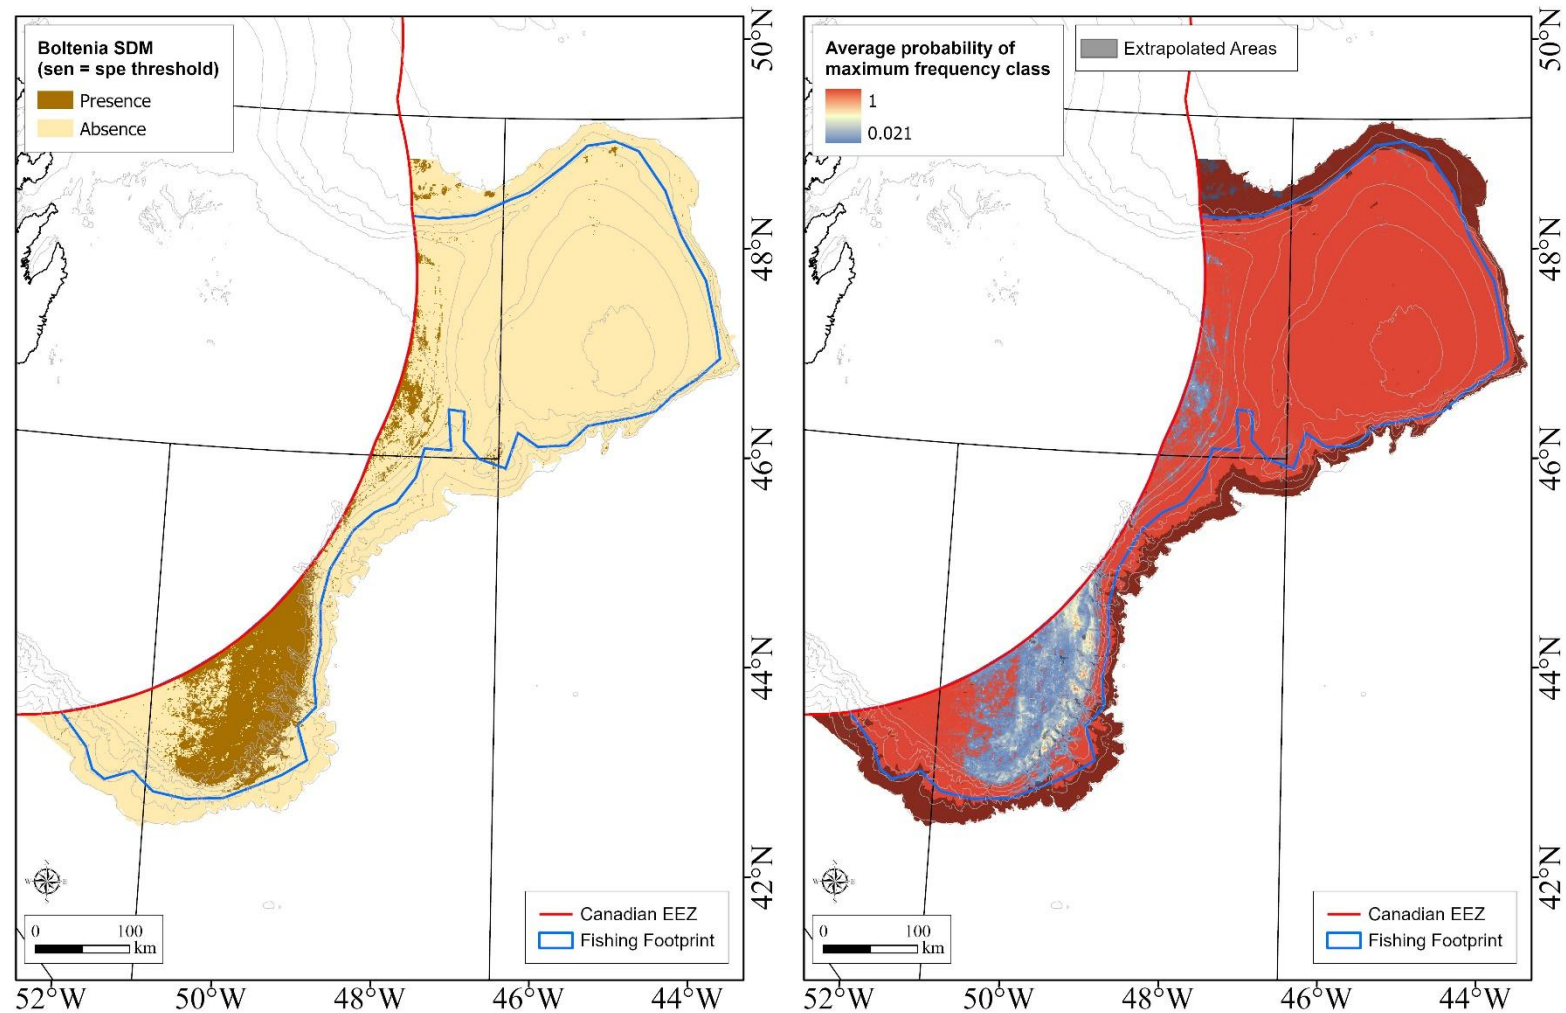 Boltenia SDM
(sen = spe threshold)
Presence
Absence
50°N
48°N
46°N
44°N
42°N
N
W
E
S
0 100
km
Canadian EEZ
Fishing Footprint
52°W 50°W 48°W 46°W 44°W
Average probability of
maximum frequency class
1
0.021
Extrapolated Areas
50°N
48°N
46°N
44°N
42°N
N
W
E
S
0 100
km
Canadian EEZ
Fishing Footprint
52°W 50°W 48°W 46°W 44°W